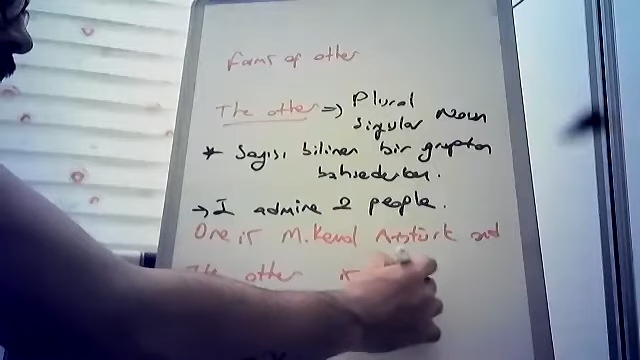 Forms of other
The other => Plural
Singular Noun
* Sayısı bilinen bir gruptan
bahsederken.
→ I admire 2 people.
One is M.Kemal Atatürk and
The other is